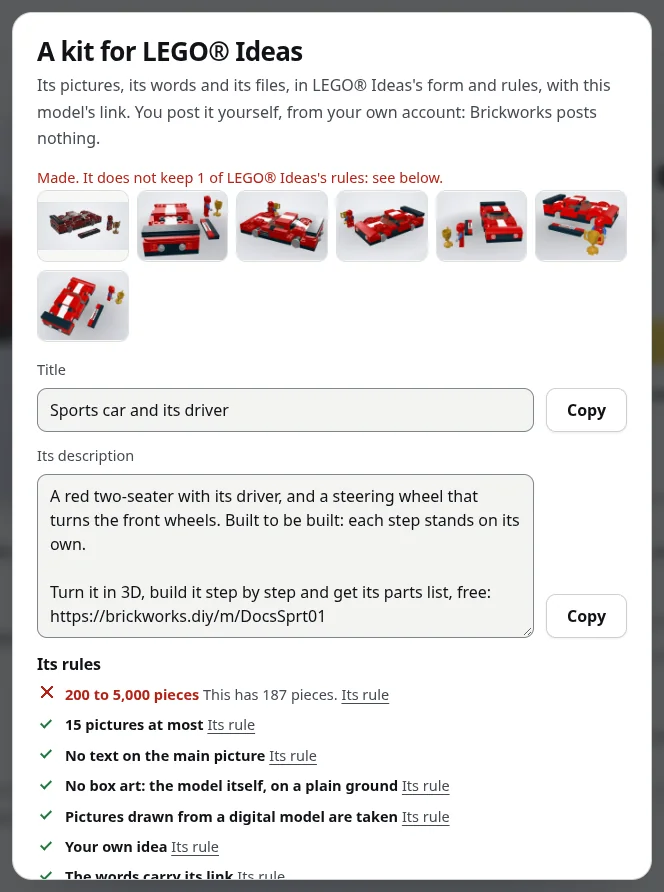 A kit for LEGO® Ideas
Its pictures, its words and its files, in LEGO® Ideas's form and rules, with this
model's link. You post it yourself, from your own account: Brickworks posts
nothing.
Made. It does not keep 1 of LEGO® Ideas's rules: see below.
Title
Sports car and its driver
Copy
Its description
A red two-seater with its driver, and a steering wheel that
turns the front wheels. Built to be built: each step stands on its
own.
Turn it in 3D, build it step by step and get its parts list, free:
https://brickworks.diy/m/DocsSprt01
Copy
Its rules
200 to 5,000 pieces This has 187 pieces. Its rule
15 pictures at most Its rule
No text on the main picture Its rule
No box art: the model itself, on a plain ground Its rule
Pictures drawn from a digital model are taken Its rule
Your own idea Its rule
The words carry its link Its rule